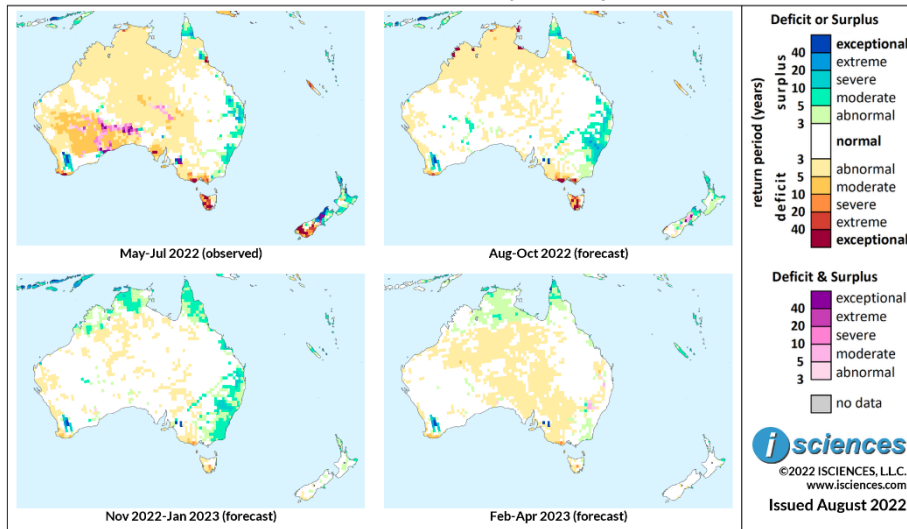 May-Jul 2022 (observed)
Aug-Oct 2022 (forecast)
Nov 2022-Jan 2023 (forecast)
Feb-Apr 2023 (forecast)
Deficit or Surplus
return period (years)
deficit surplus
exceptional
40
extreme
20
severe
10
moderate
5
abnormal
3
normal
3
abnormal
5
moderate
10
severe
20
extreme
40
exceptional
Deficit & Surplus
exceptional
40
extreme
20
severe
10
moderate
5
abnormal
3
no data
i sciences
©2022 ISCIENCES, L.L.C.
www.isciences.com
Issued August 2022